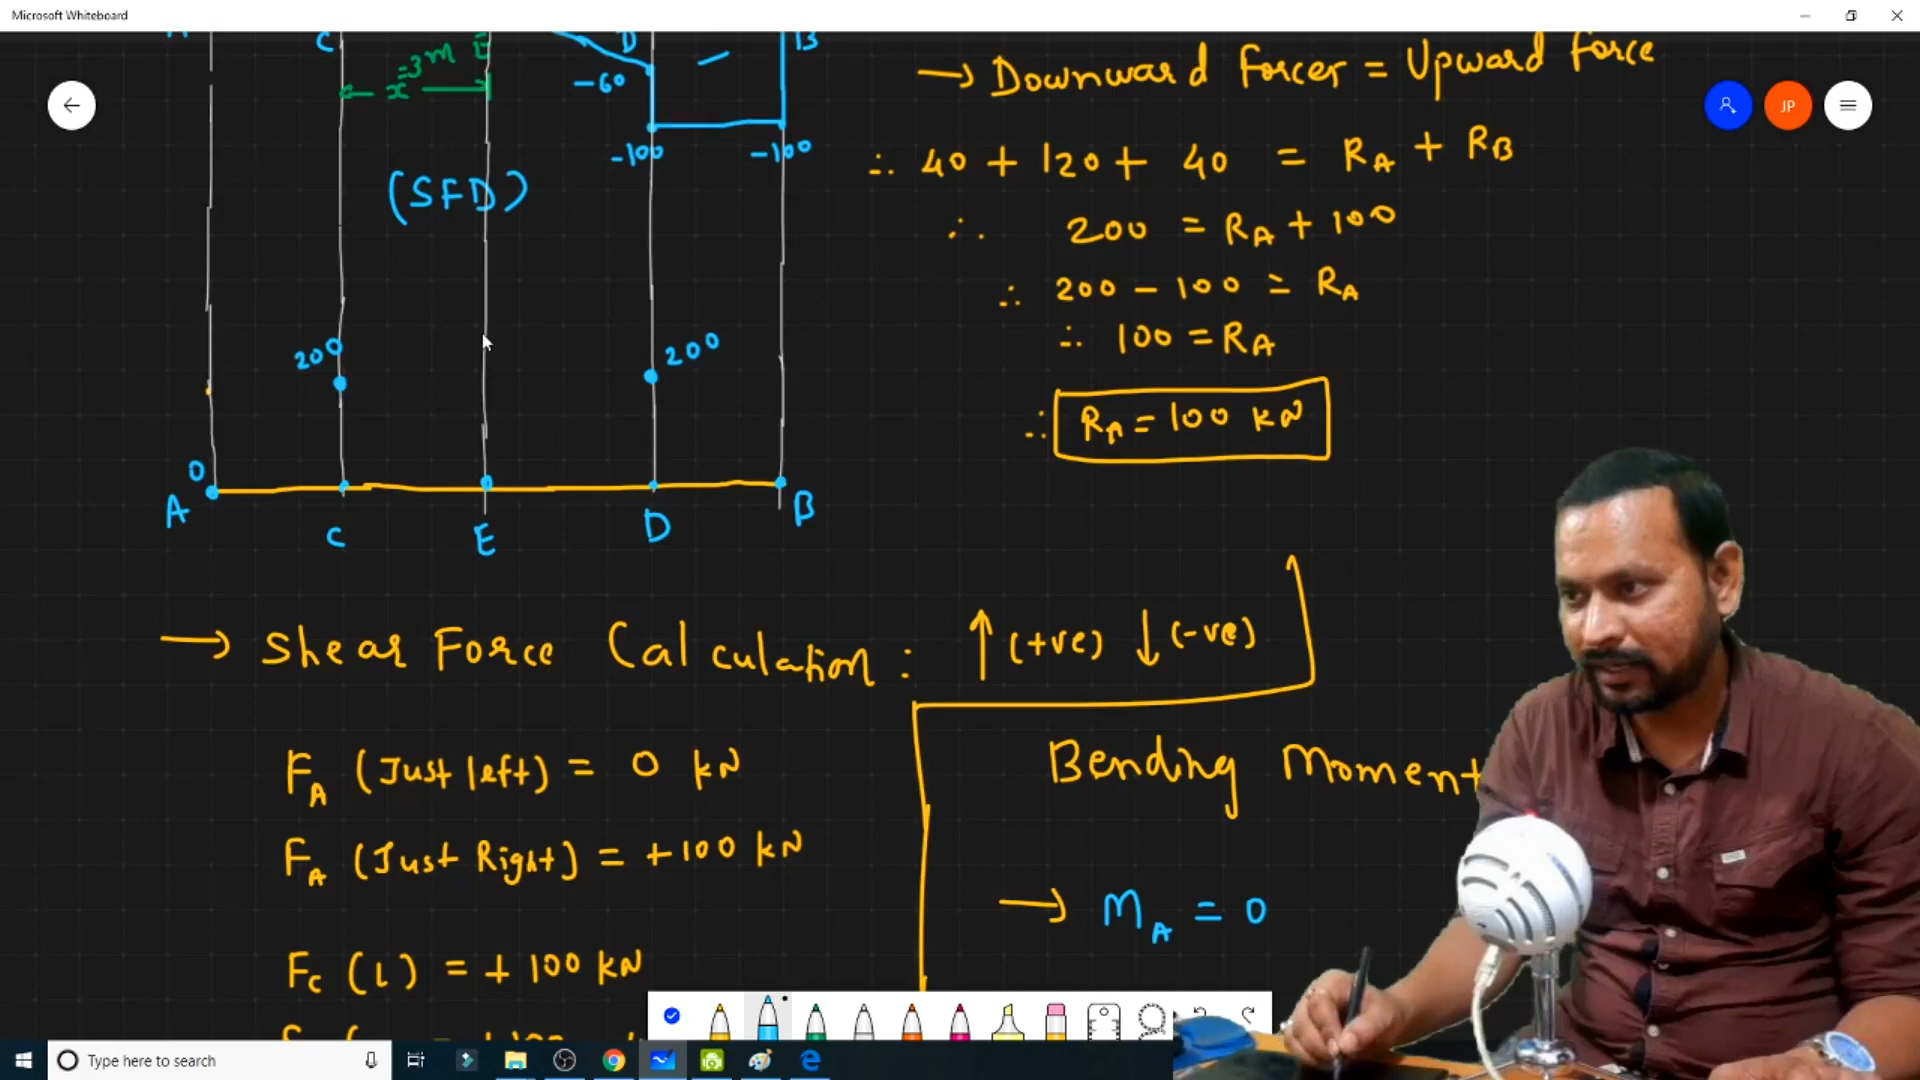 Microsoft Whiteboard
C
E
D
B
=3m
x
-60
-100
-100
(SFD)
200
200
0
A
C
E
D
B
→ Downward Forces = Upward Force
∴ 40 + 120 + 40 = RA + RB
∴ 200 = RA + 100
∴ 200 - 100 = RA
∴ 100 = RA
∴ RA = 100 kN
JP
→ Shear Force Calculation : ↑ (+ve) ↓ (-ve)
FA (Just left) = 0 kN
FA (Just Right) = +100 kN
FC (L) = + 100 kN
Bending Moment
→ MA = 0
Type here to search